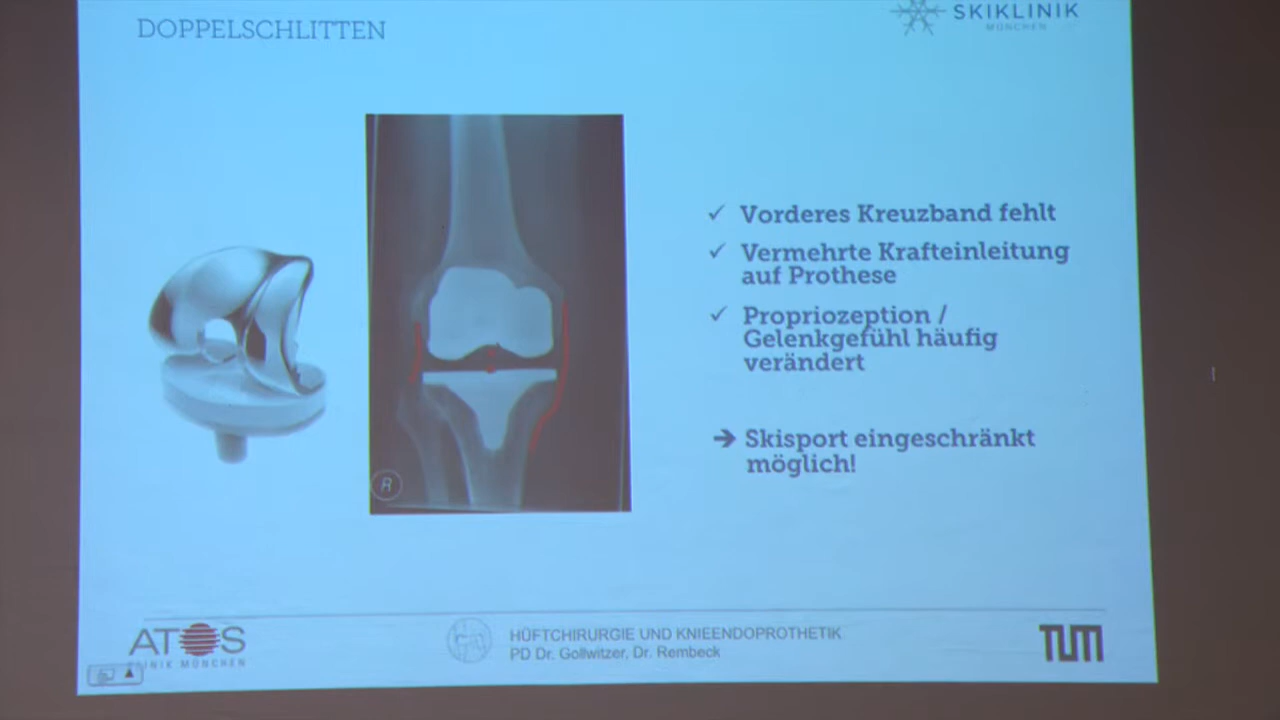 DOPPELSCHLITTEN
SKIKLINIK
MÜNCHEN
✓ Vorderes Kreuzband fehlt
✓ Vermehrte Krafteinleitung
auf Prothese
✓ Propriozeption /
Gelenkgefühl häufig
verändert
➔ Skisport eingeschränkt
möglich!
R
ATOS
KLINIK MÜNCHEN
HÜFTCHIRURGIE UND KNIEENDOPROTHETIK
PD Dr. Gollwitzer, Dr. Rembeck
TUM